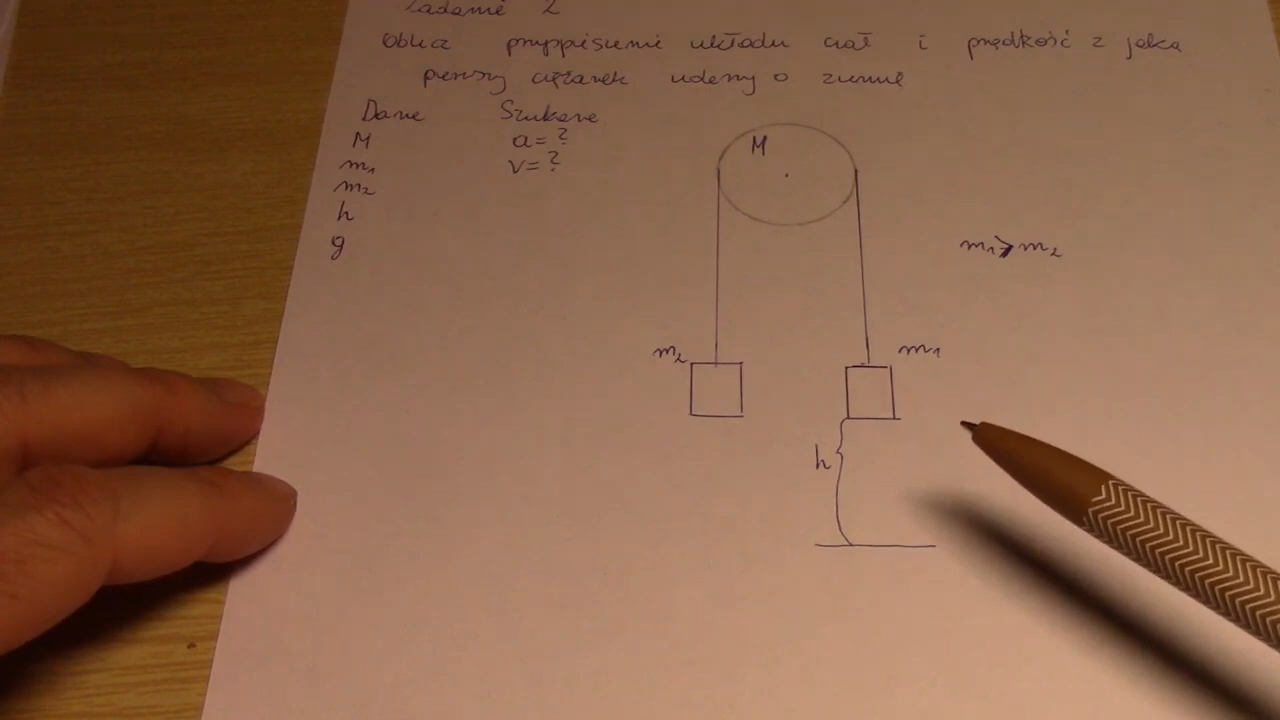 Zadanie 2
Oblicz przyspieszenie układu ciał i prędkość z jaką
pierwszy ciężarek uderzy o ziemię
Dane Szukane
M a=?
m₁ v=?
m₂
h
g
M
m₁>m₂
m₂ m₁
h